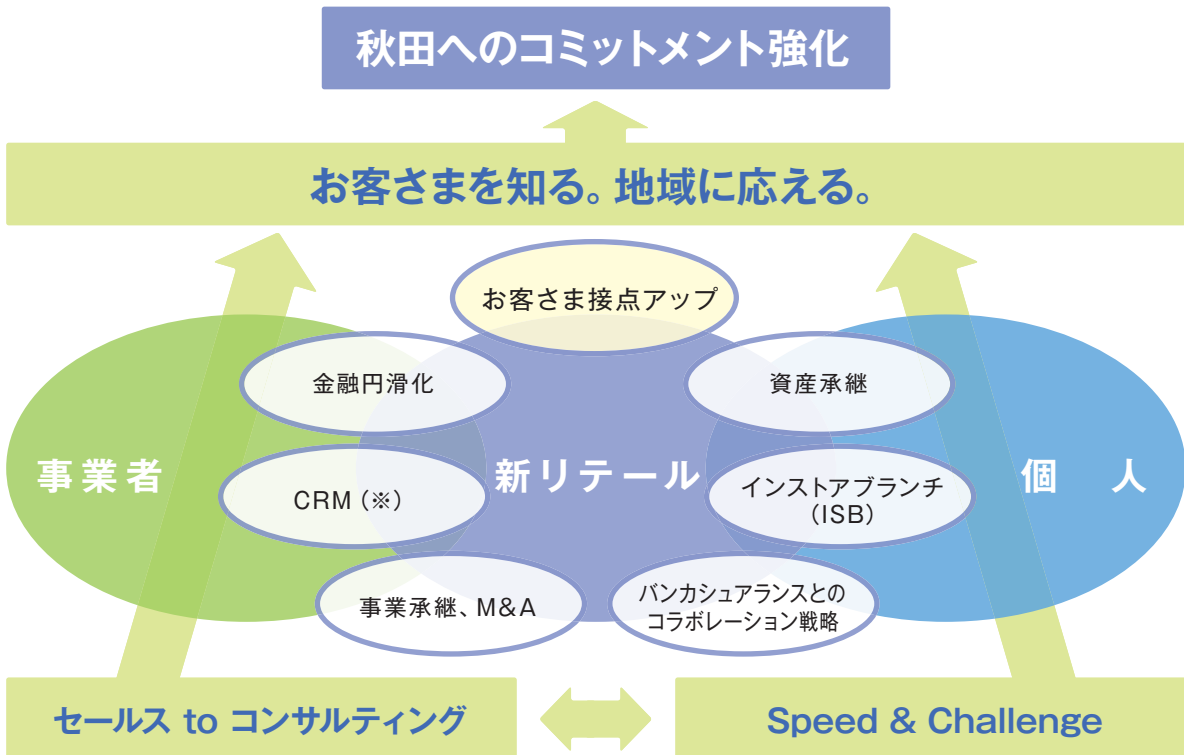 秋田へのコミットメント強化
お客さまを知る。地域に応える。
お客さま接点アップ
金融円滑化
資産承継
事業者
CRM（※）
新リテール
インストアブランチ
（ISB）
個　人
事業承継、M&A
バンカシュアランスとの
コラボレーション戦略
セールス to コンサルティング
Speed & Challenge